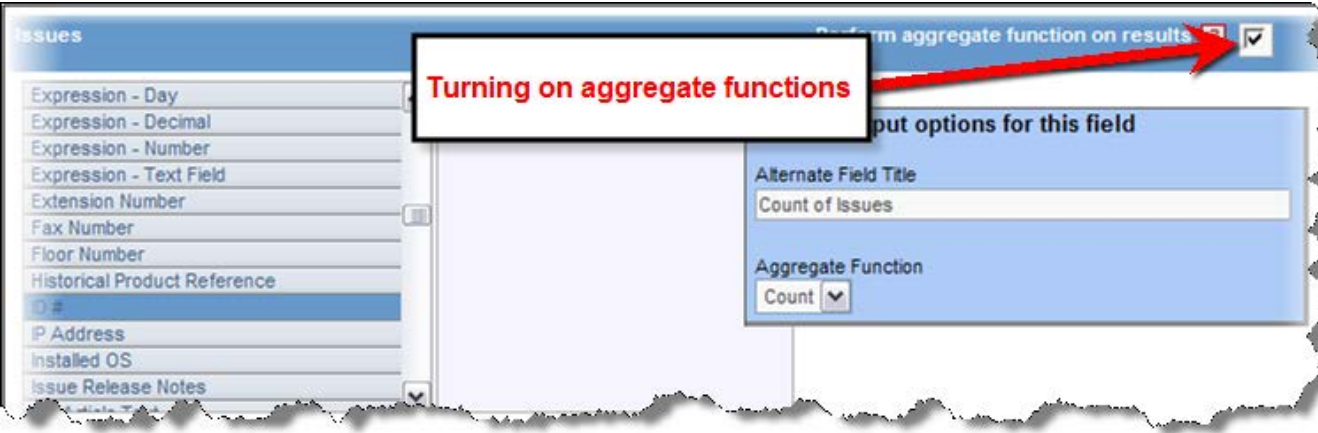 Issues
Perform aggregate function on results
Turning on aggregate functions
Expression - Day
Expression - Decimal
Expression - Number
Expression - Text Field
Extension Number
Fax Number
Floor Number
Historical Product Reference
ID #
IP Address
Installed OS
Issue Release Notes
put options for this field
Alternate Field Title
Count of Issues
Aggregate Function
Count